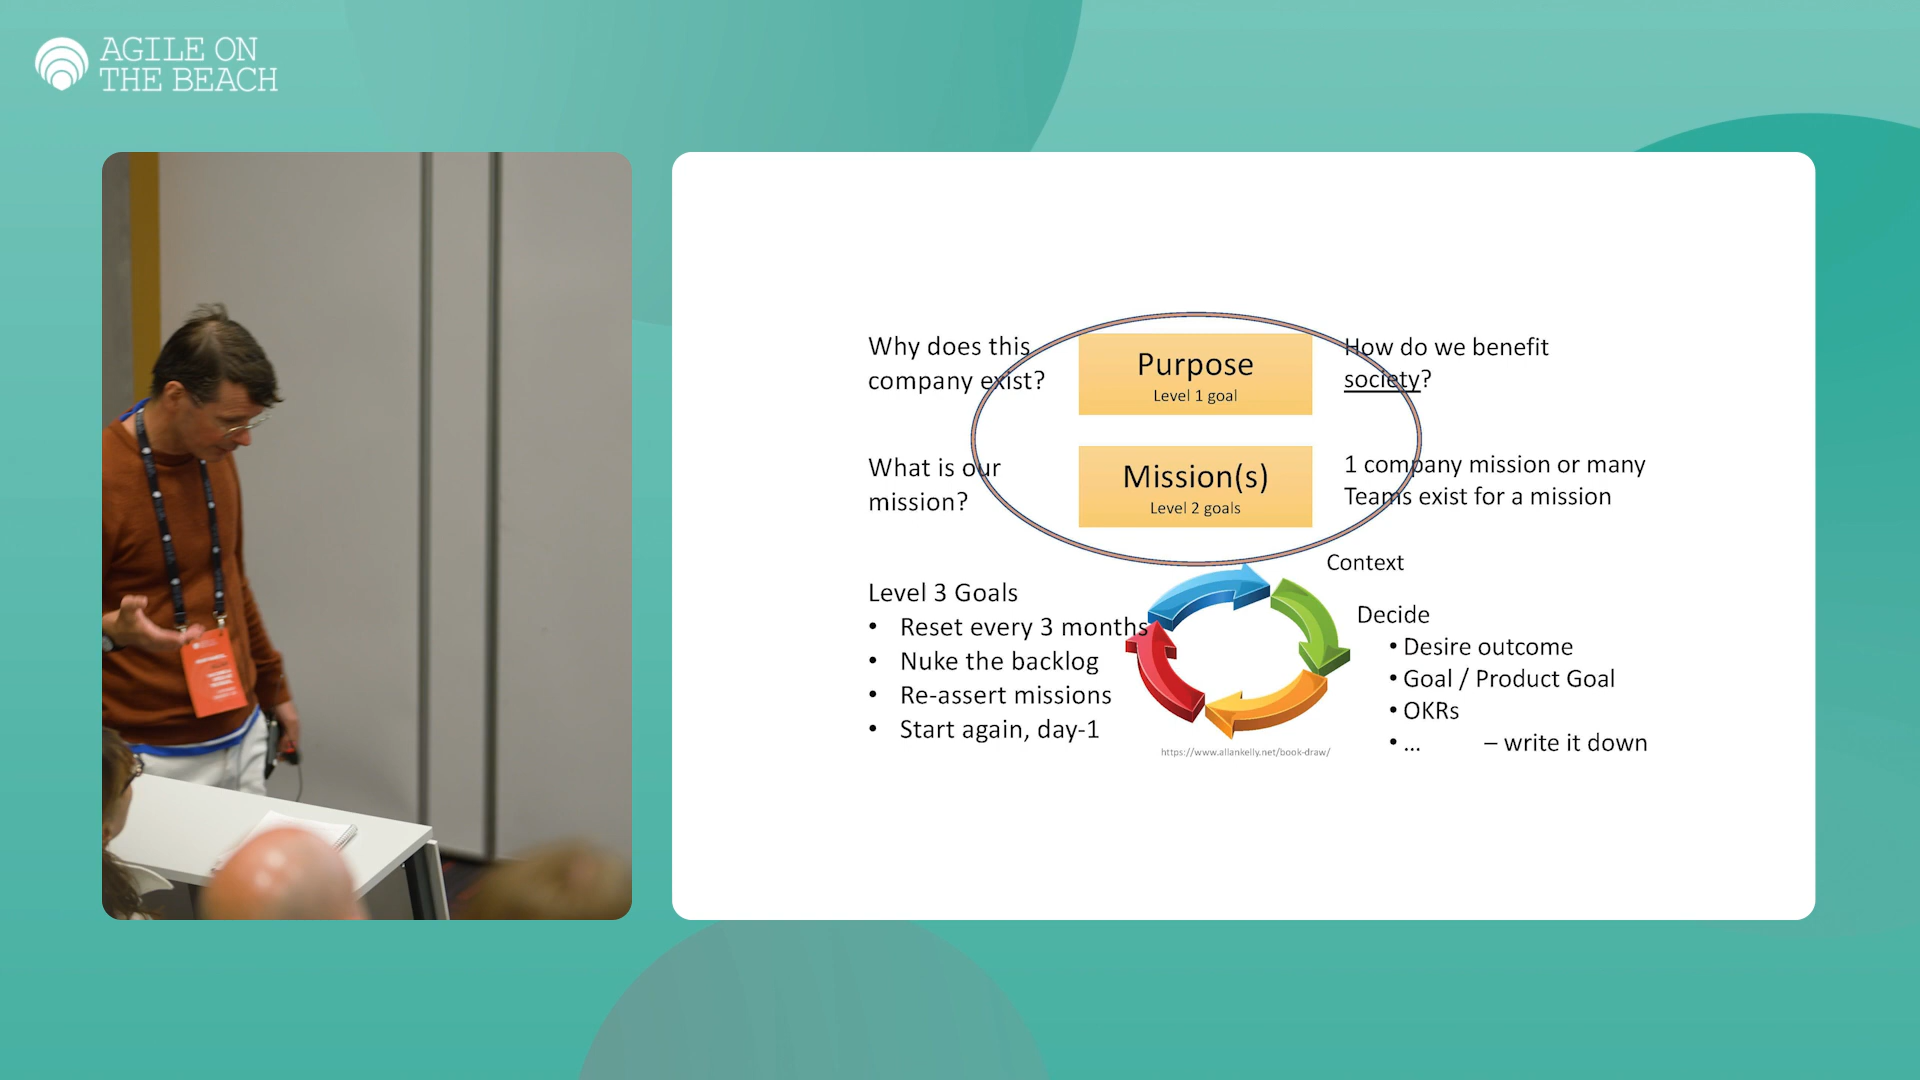 AGILE ON
THE BEACH
Why does this
company exist?
Purpose
Level 1 goal
How do we benefit
society?
What is our
mission?
Mission(s)
Level 2 goals
1 company mission or many
Teams exist for a mission
Context
Level 3 Goals
• Reset every 3 months
• Nuke the backlog
• Re-assert missions
• Start again, day-1
Decide
• Desire outcome
• Goal / Product Goal
• OKRs
• ... – write it down
https://www.allankelly.net/book-draw/